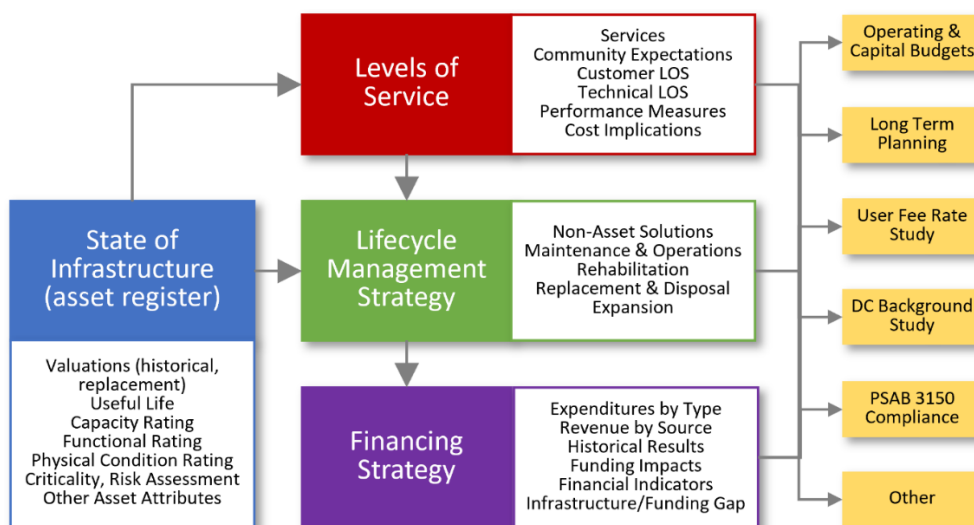 Levels of
Service
Services
Community Expectations
Customer LOS
Technical LOS
Performance Measures
Cost Implications
State of
Infrastructure
(asset register)
Valuations (historical,
replacement)
Useful Life
Capacity Rating
Functional Rating
Physical Condition Rating
Criticality, Risk Assessment
Other Asset Attributes
Lifecycle
Management
Strategy
Non-Asset Solutions
Maintenance & Operations
Rehabilitation
Replacement & Disposal
Expansion
Financing
Strategy
Expenditures by Type
Revenue by Source
Historical Results
Funding Impacts
Financial Indicators
Infrastructure/Funding Gap
Operating &
Capital Budgets
Long Term
Planning
User Fee Rate
Study
DC Background
Study
PSAB 3150
Compliance
Other